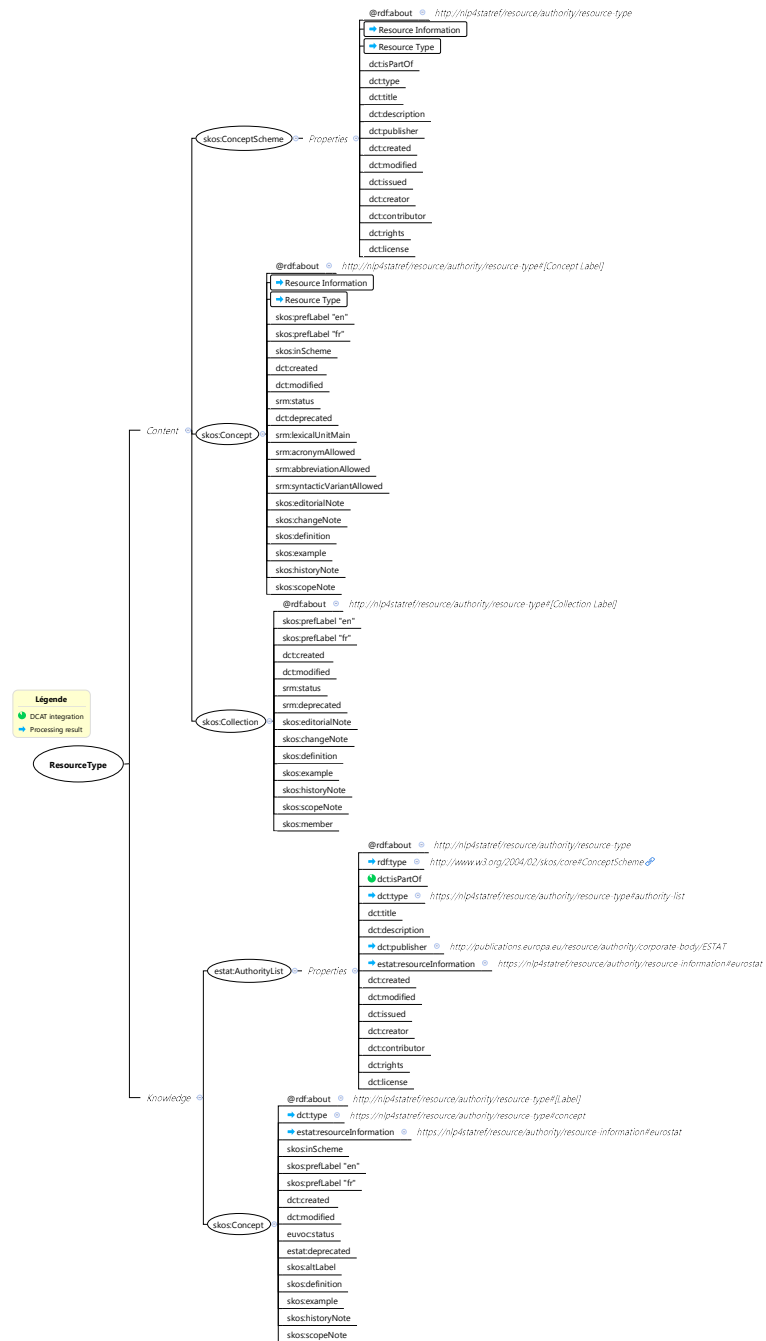 @rdf:about http://nlp4statref/resource/authority/resource-type
Resource Information
Resource Type
dct:isPartOf
dct:type
dct:title
dct:description
dct:publisher
skos:ConceptScheme Properties
dct:created
dct:modified
dct:issued
dct:creator
dct:contributor
dct:rights
dct:license
@rdf:about http://nlp4statref/resource/authority/resource-type#[Concept Label]
Resource Information
Resource Type
skos:prefLabel "en"
skos:prefLabel "fr"
skos:inScheme
dct:created
dct:modified
srm:status
dct:deprecated
Content
skos:Concept
srm:lexicalUnitMain
srm:acronymAllowed
srm:abbreviationAllowed
srm:syntacticVariantAllowed
skos:editorialNote
skos:changeNote
skos:definition
skos:example
skos:historyNote
skos:scopeNote
@rdf:about http://nlp4statref/resource/authority/resource-type#[Collection Label]
skos:prefLabel "en"
skos:prefLabel "fr"
dct:created
dct:modified
srm:status
srm:deprecated
skos:Collection
skos:editorialNote
skos:changeNote
skos:definition
skos:example
skos:historyNote
skos:scopeNote
skos:member
Légende
DCAT integration
Processing result
ResourceType
@rdf:about http://nlp4statref/resource/authority/resource-type
rdf:type http://www.w3.org/2004/02/skos/core#ConceptScheme
dct:isPartOf
dct:type https://nlp4statref/resource/authority/resource-type#authority-list
dct:title
dct:description
dct:publisher http://publications.europa.eu/resource/authority/corporate-body/ESTAT
estat:resourceInformation https://nlp4statref/resource/authority/resource-information#eurostat
estat:AuthorityList Properties
dct:created
dct:modified
dct:issued
dct:creator
dct:contributor
dct:rights
dct:license
Knowledge
@rdf:about http://nlp4statref/resource/authority/resource-type#[Label]
dct:type https://nlp4statref/resource/authority/resource-type#concept
estat:resourceInformation https://nlp4statref/resource/authority/resource-information#eurostat
skos:inScheme
skos:prefLabel "en"
skos:prefLabel "fr"
dct:created
dct:modified
skos:Concept
euvoc:status
estat:deprecated
skos:altLabel
skos:definition
skos:example
skos:historyNote
skos:scopeNote